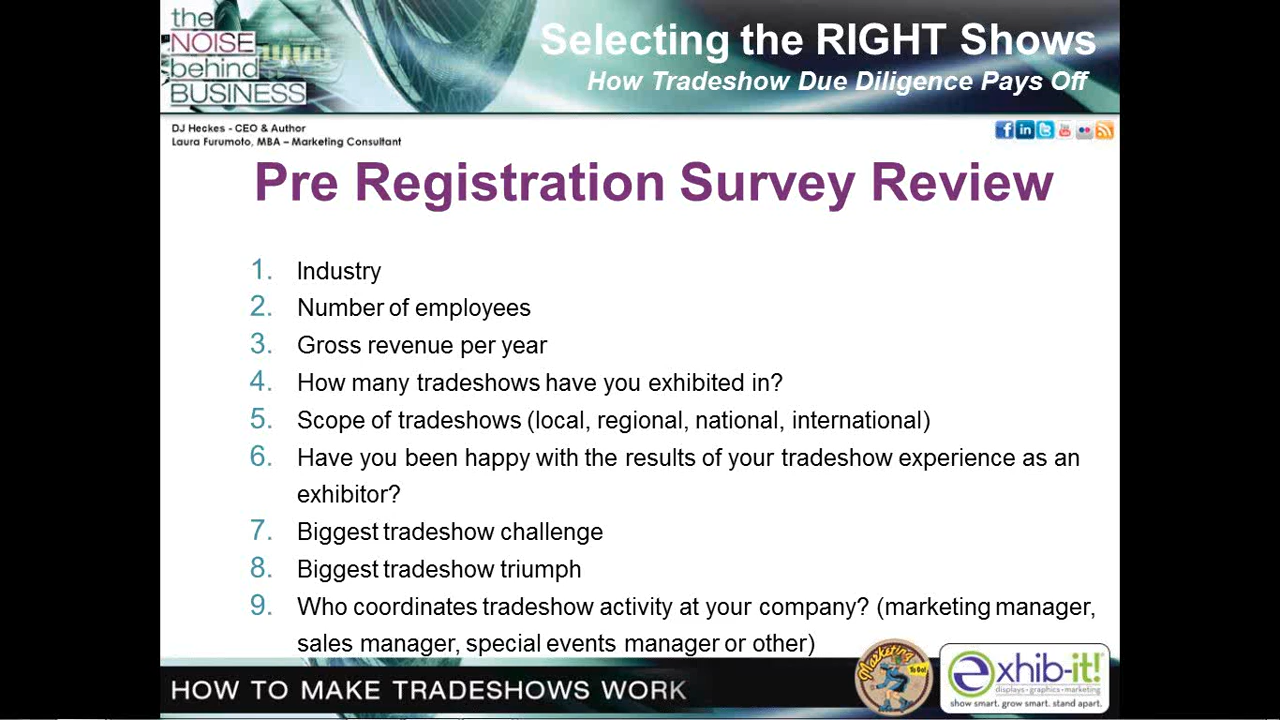 the
NOISE
behind
BUSINESS
Selecting the RIGHT Shows
How Tradeshow Due Diligence Pays Off
DJ Heckes - CEO & Author
Laura Furumoto, MBA – Marketing Consultant
Pre Registration Survey Review
1. Industry
2. Number of employees
3. Gross revenue per year
4. How many tradeshows have you exhibited in?
5. Scope of tradeshows (local, regional, national, international)
6. Have you been happy with the results of your tradeshow experience as an
exhibitor?
7. Biggest tradeshow challenge
8. Biggest tradeshow triumph
9. Who coordinates tradeshow activity at your company? (marketing manager,
sales manager, special events manager or other)
HOW TO MAKE TRADESHOWS WORK
Marketing
To Go!
exhib-it!
displays - graphics - marketing
show smart. grow smart. stand apart.